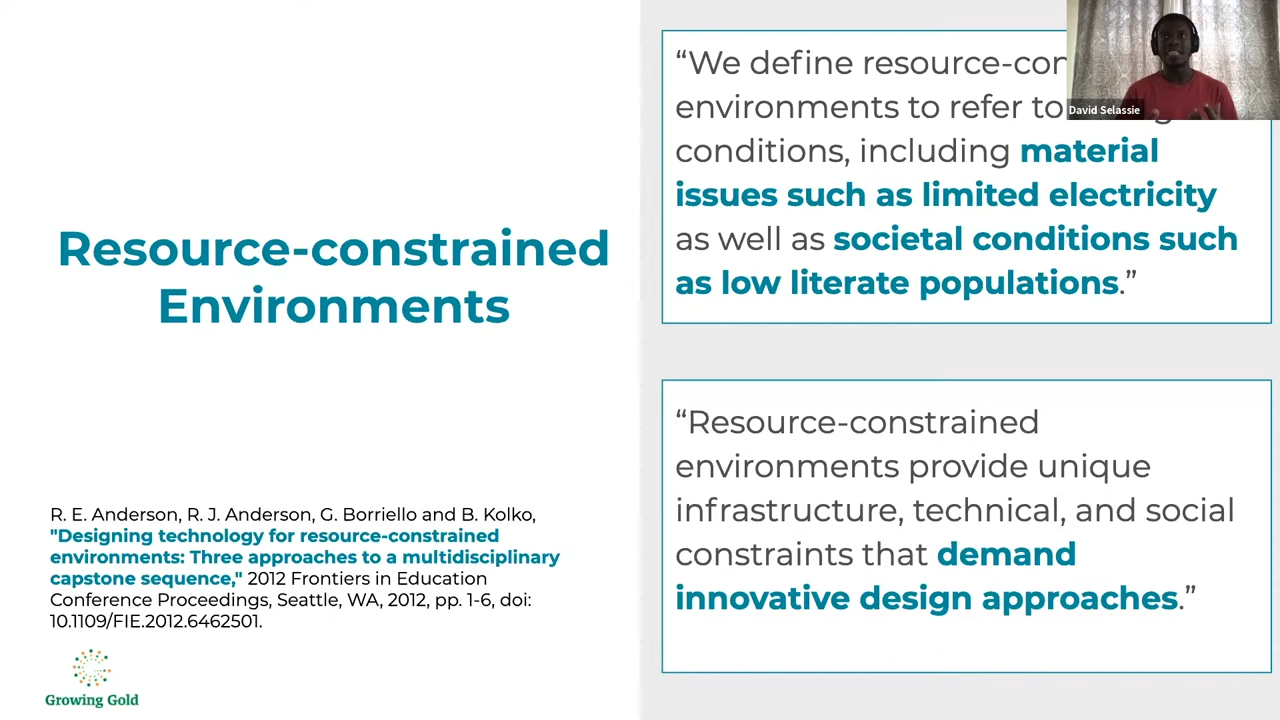 Resource-constrained
Environments
R. E. Anderson, R. J. Anderson, G. Borriello and B. Kolko,
"Designing technology for resource-constrained
environments: Three approaches to a multidisciplinary
capstone sequence," 2012 Frontiers in Education
Conference Proceedings, Seattle, WA, 2012, pp. 1-6, doi:
10.1109/FIE.2012.6462501.
Growing Gold
“We define
environments to refer to
conditions, including material
issues such as limited electricity
as well as societal conditions such
as low literate populations.”
“Resource-constrained
environments provide unique
infrastructure, technical, and social
constraints that demand
innovative design approaches.”
David Selassie